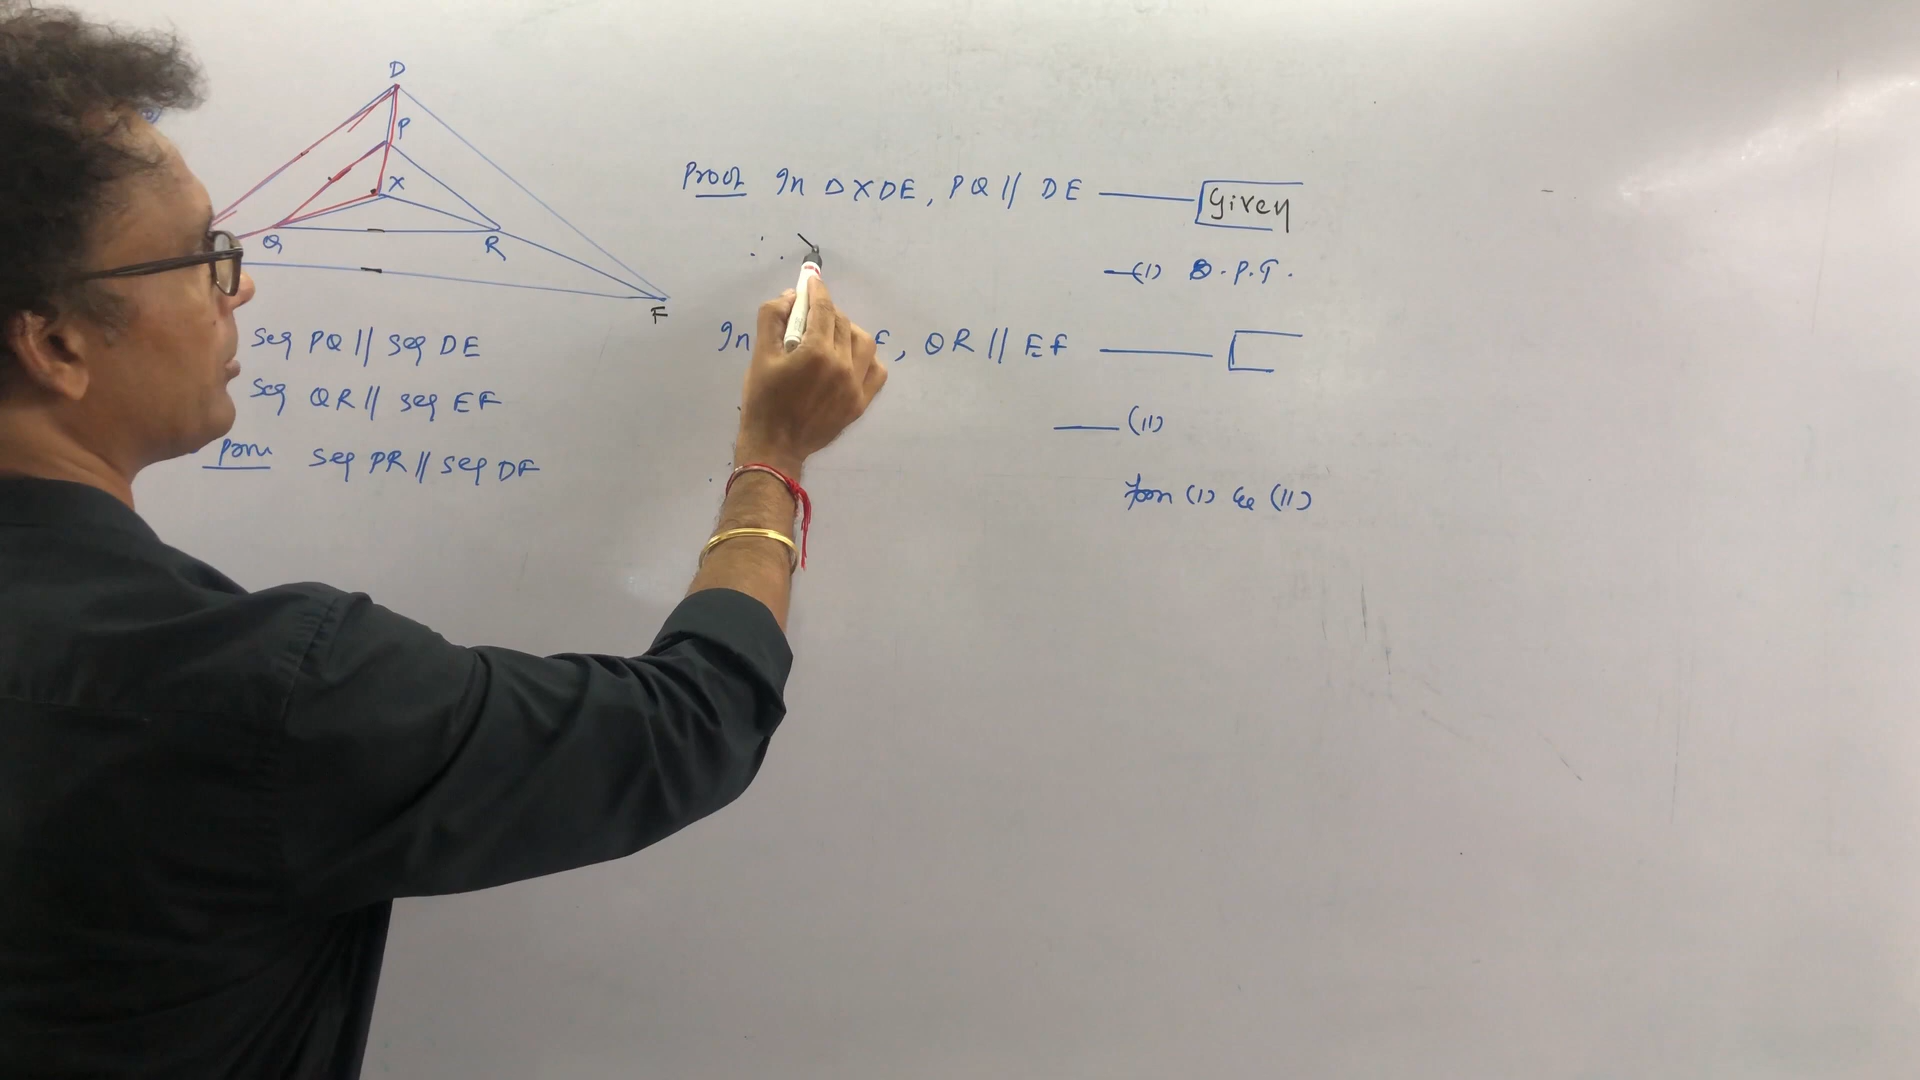 D
P
X
Q
R
F
Seg PQ // Seg DE
Seg QR // Seg EF
Prove Seg PR // Seg DF
Proof In Δ XDE, PQ // DE — Given
∴
—(I) B.P.T.
In F, QR // EF —
— (II)
from (I) & (II)